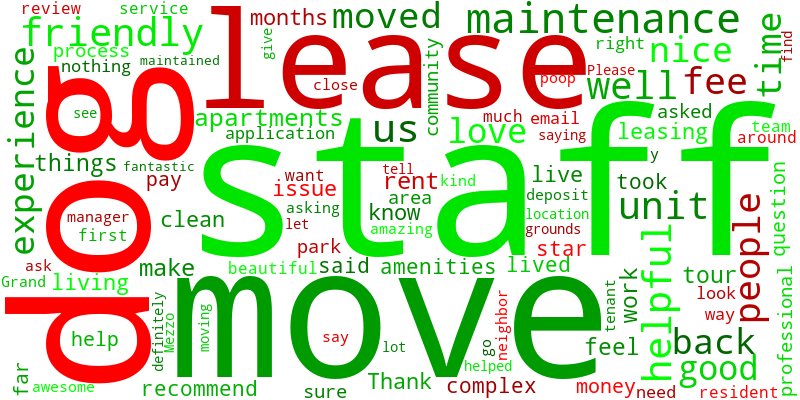 review
service
months
moved
maintenance
give
time
find
friendly
lease
right
nice
process
nothing
maintained
close
poop
Please
community
well
fee
experience
dog
see
apartments
application
us
love
much
email
saying
asked
leasing
team
around
staff
things
fantastic
pay
want
tell
issue
rent
kind
live
took
y
unit
people
question
manager
first
clean
asking
let
area
know
amazing
deposit
location
grounds
park
star
helpful
professional
ask
Grand
living
make
beautiful
said
amenities
lived
tour
look
way
move
help
definitely
Mezzo
moving
say
lot
go
neighbor
tenant
work
feel
back
good
far
awesome
recommend
sure
Thank
helped
complex
money
need
resident